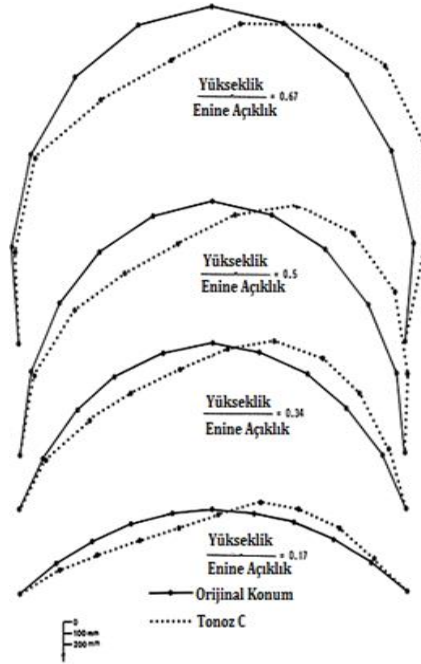 Yükseklik
Enine Açıklık = 0.67
Yükseklik
Enine Açıklık = 0.5
Yükseklik
Enine Açıklık = 0.34
Yükseklik
Enine Açıklık = 0.17
Orijinal Konum
Tonoz C
0
100 mm
200 mm